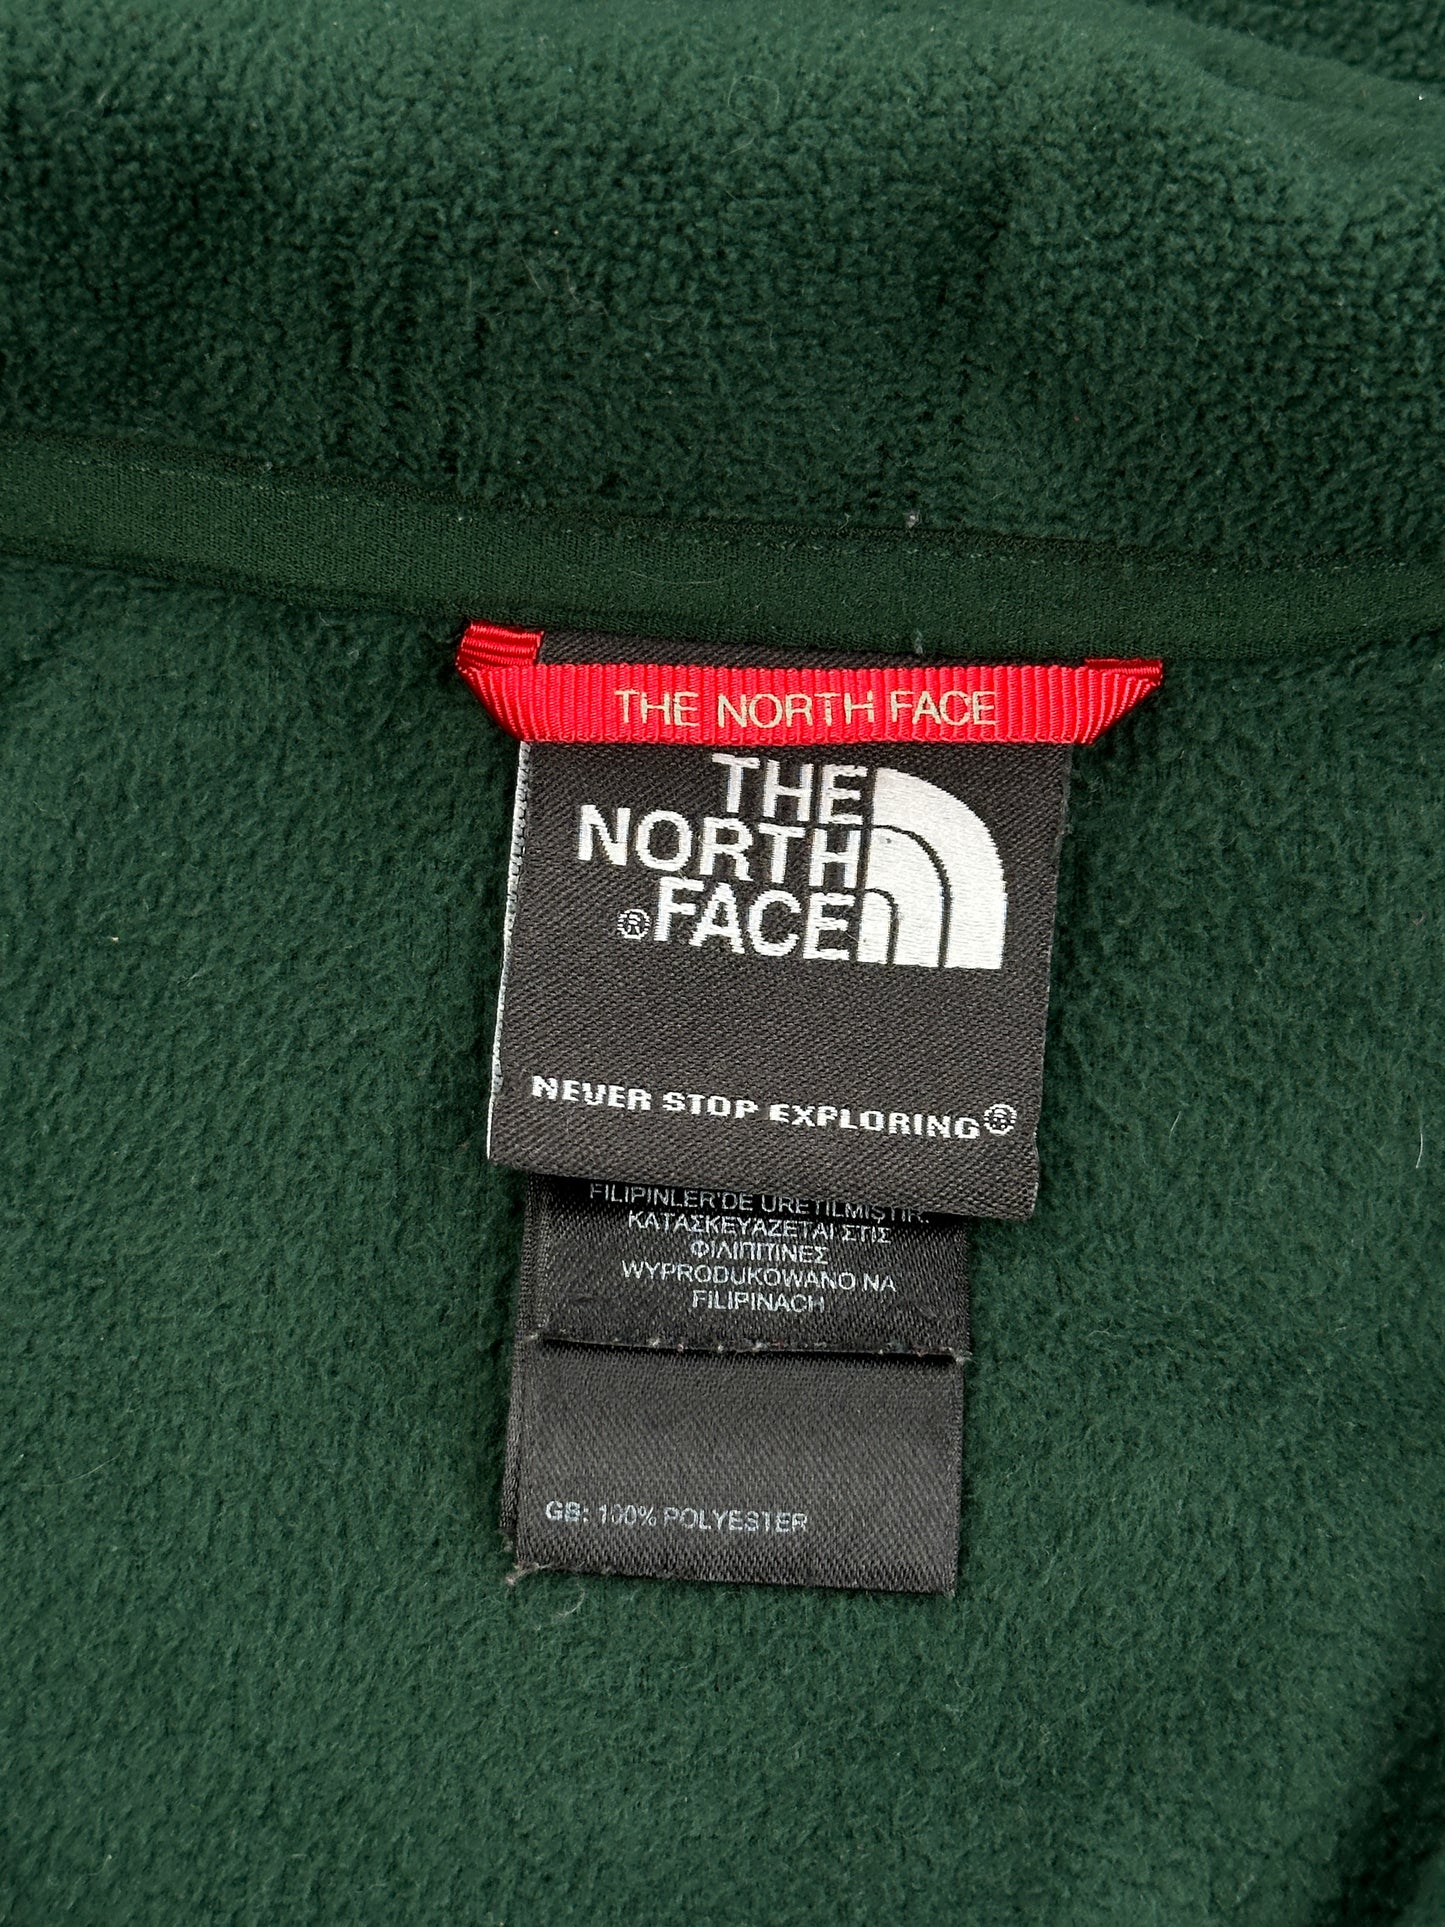 THE NORTH FACE
THE
NORTH
®FACE
NEVER STOP EXPLORING®
FILIPINLER'DE ÜRETILMIŞTIR.
ΚΑΤΑΣΚΕΥΑΖΕΤΑΙ ΣΤΙΣ
ΦΙΛΙΠΠΙΝΕΣ
WYPRODUKOWANO NA
FILIPINACH
GB: 100% POLYESTER